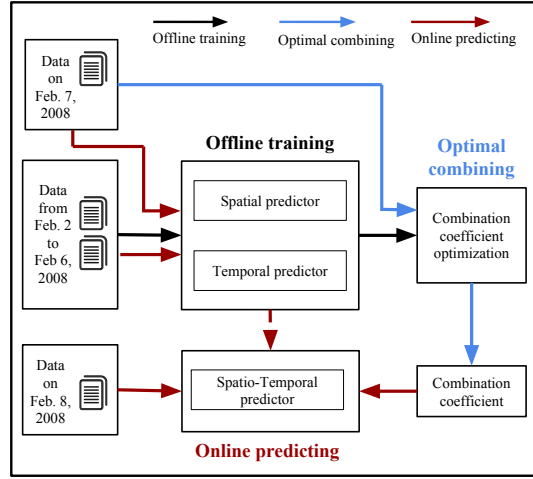 Offline training
Optimal combining
Online predicting
Data
on
Feb. 7,
2008
Offline training
Optimal
combining
Data
from
Feb. 2
to
Feb 6,
2008
Spatial predictor
Temporal predictor
Combination
coefficient
optimization
Data
on
Feb. 8,
2008
Spatio-Temporal
predictor
Combination
coefficient
Online predicting